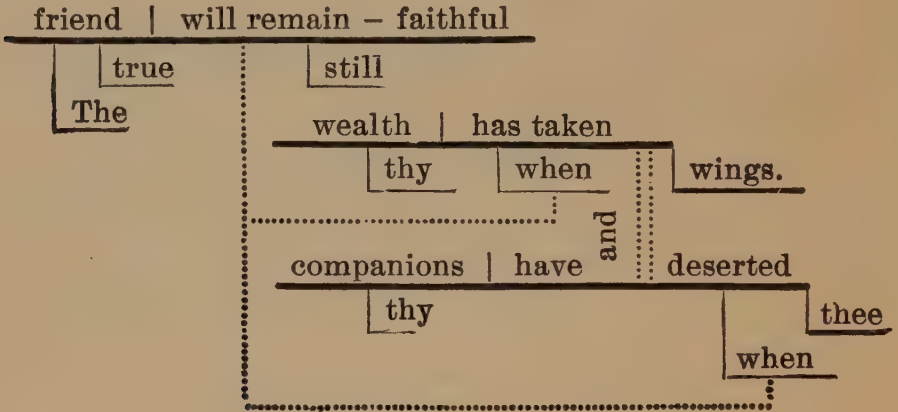 friend | will remain – faithful
true still
The
wealth | has taken
thy when wings.
and
companions | have deserted
thy thee
when